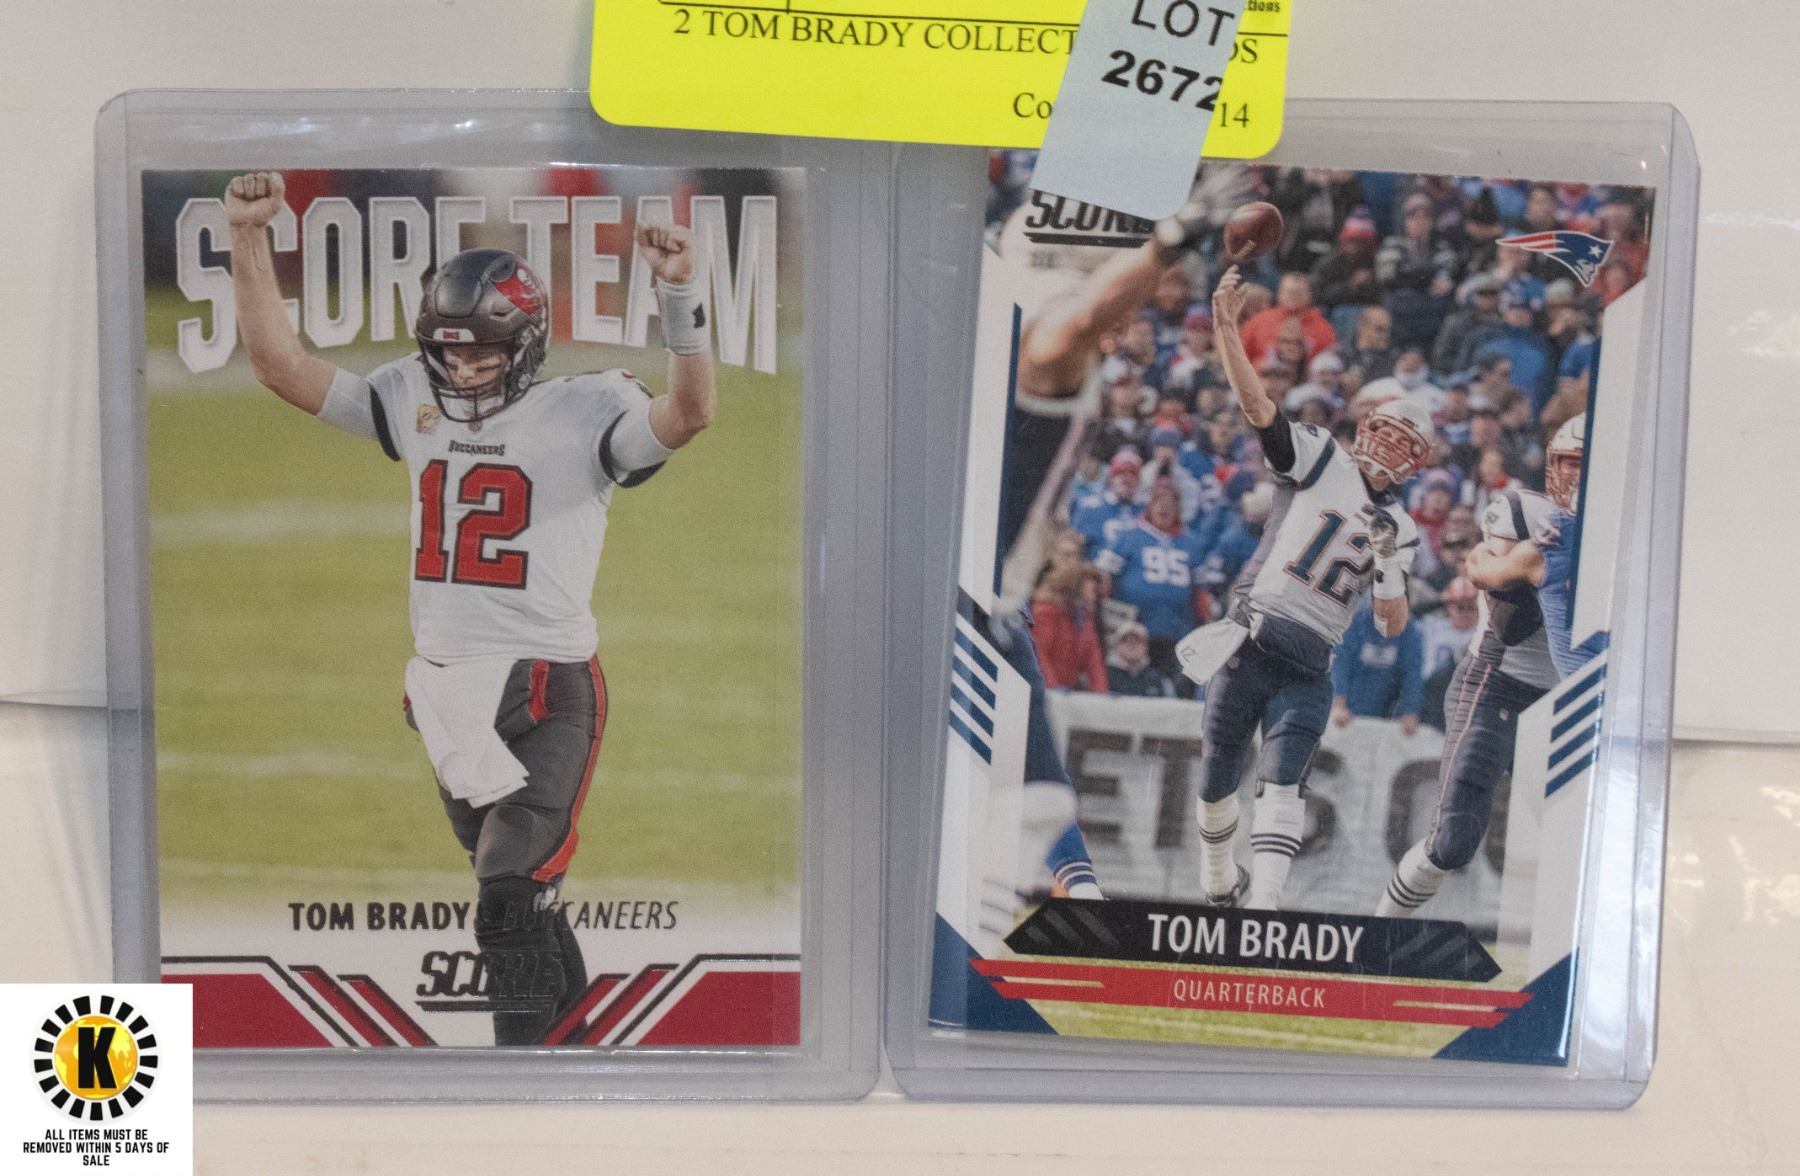 2 TOM BRADY COLLECT
LOT
2672
14
SCORE TEAM
BUCCANEERS
12
TOM BRADY BUCCANEERS
SCORE
SCORE
95
12
12
TOM BRADY
QUARTERBACK
K
ALL ITEMS MUST BE
REMOVED WITHIN 5 DAYS OF
SALE